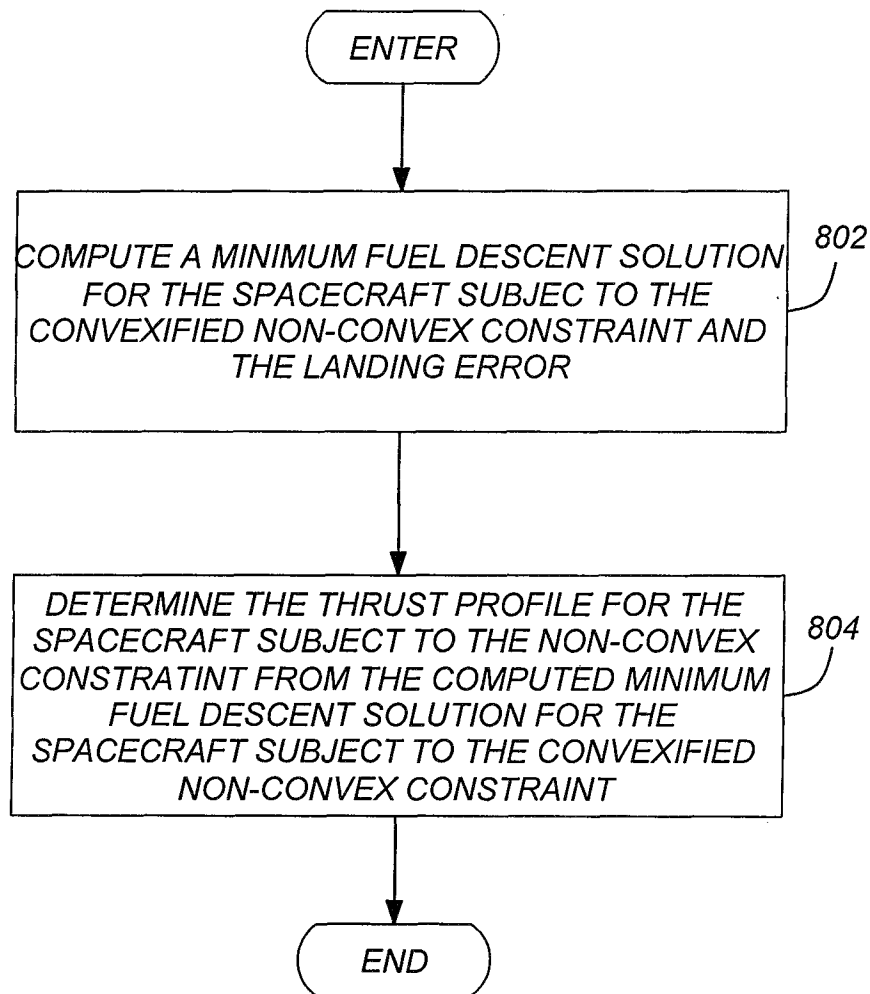 ENTER
COMPUTE A MINIMUM FUEL DESCENT SOLUTION
FOR THE SPACECRAFT SUBJEC TO THE
CONVEXIFIED NON-CONVEX CONSTRAINT AND
THE LANDING ERROR
802
DETERMINE THE THRUST PROFILE FOR THE
SPACECRAFT SUBJECT TO THE NON-CONVEX
CONSTRATINT FROM THE COMPUTED MINIMUM
FUEL DESCENT SOLUTION FOR THE
SPACECRAFT SUBJECT TO THE CONVEXIFIED
NON-CONVEX CONSTRAINT
804
END